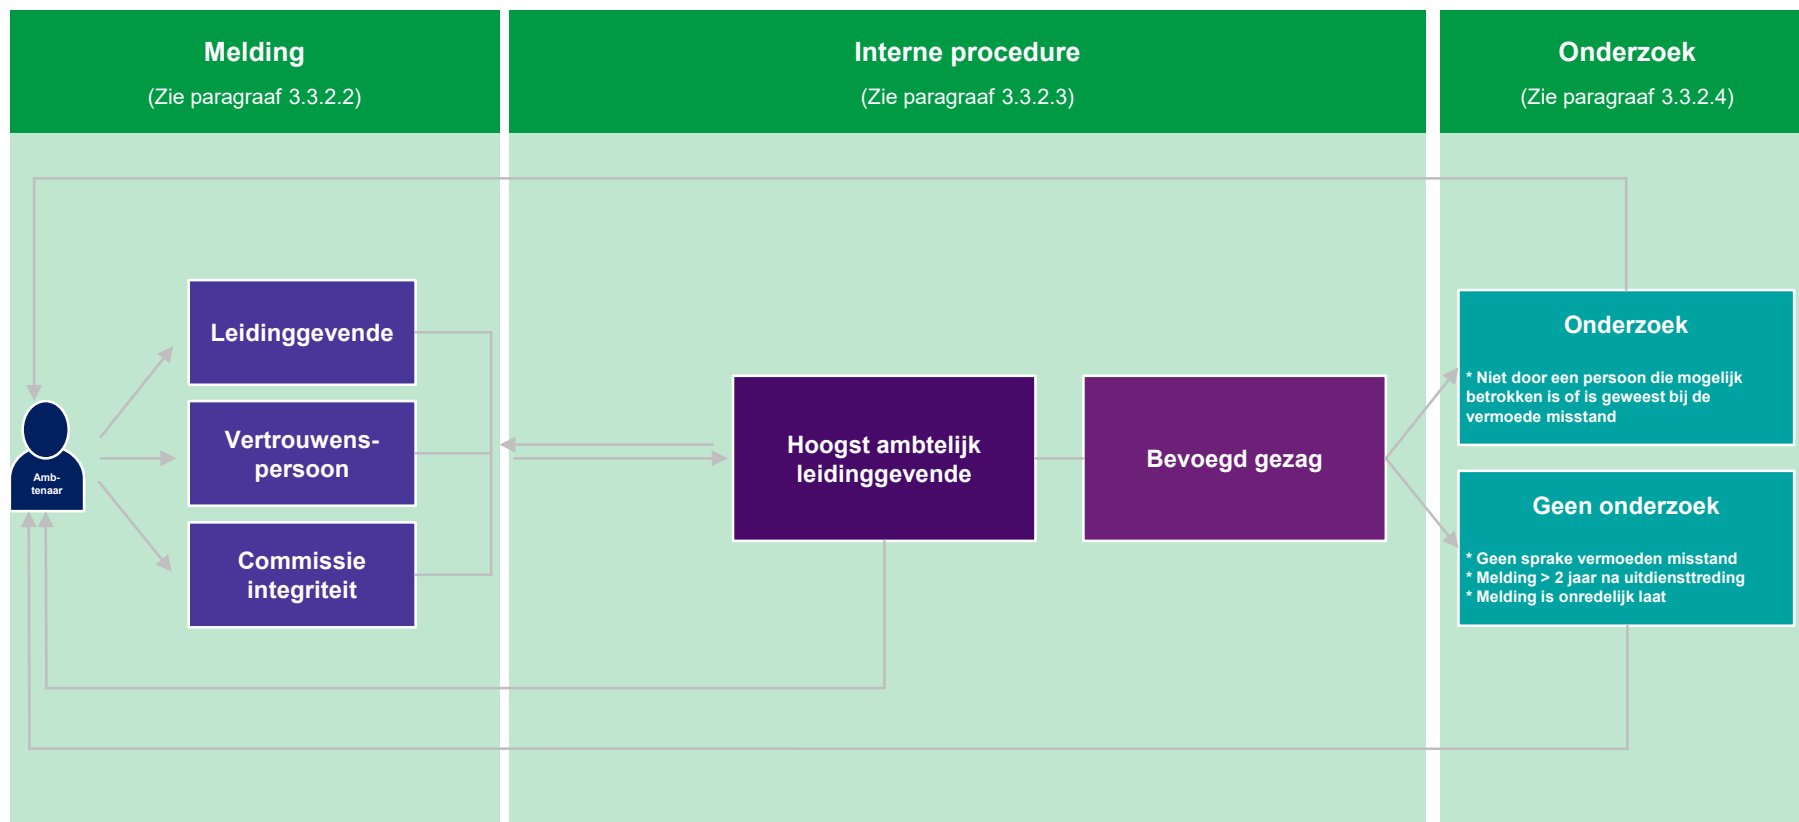 Melding
(Zie paragraaf 3.3.2.2)
Interne procedure
(Zie paragraaf 3.3.2.3)
Onderzoek
(Zie paragraaf 3.3.2.4)
Amb-
tenaar
Leidinggevende
Vertrouwens-
persoon
Commissie
integriteit
Hoogst ambtelijk
leidinggevende
Bevoegd gezag
Onderzoek
* Niet door een persoon die mogelijk
betrokken is of is geweest bij de
vermoede misstand
Geen onderzoek
* Geen sprake vermoeden misstand
* Melding > 2 jaar na uitdiensttreding
* Melding is onredelijk laat